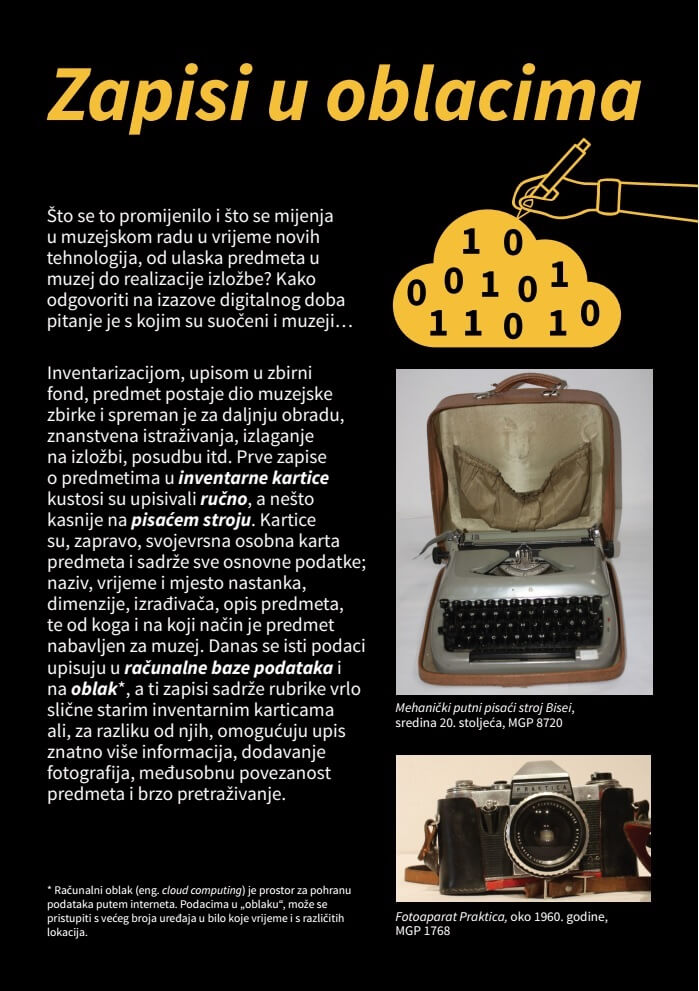 Zapisi u oblacima
Što se to promijenilo i što se mijenja
u muzejskom radu u vrijeme novih
tehnologija, od ulaska predmeta u
muzej do realizacije izložbe? Kako
odgovoriti na izazove digitalnog doba
pitanje je s kojim su suočeni i muzeji...
1 0
0 0 1 0 1
1 1 0 1 0
Inventarizacijom, upisom u zbirni
fond, predmet postaje dio muzejske
zbirke i spreman je za daljnju obradu,
znanstvena istraživanja, izlaganje
na izložbi, posudbu itd. Prve zapise
o predmetima u inventarne kartice
kustosi su upisivali ručno, a nešto
kasnije na pisaćem stroju. Kartice
su, zapravo, svojevrsna osobna karta
predmeta i sadrže sve osnovne podatke;
naziv, vrijeme i mjesto nastanka,
dimenzije, izrađivača, opis predmeta,
te od koga i na koji način je predmet
nabavljen za muzej. Danas se isti podaci
upisuju u računalne baze podataka i
na oblak*, a ti zapisi sadrže rubrike vrlo
slične starim inventarnim karticama
ali, za razliku od njih, omogućuju upis
znatno više informacija, dodavanje
fotografija, međusobnu povezanost
predmeta i brzo pretraživanje.
* Računalni oblak (eng. cloud computing) je prostor za pohranu
podataka putem interneta. Podacima u „oblaku“, može se
pristupiti s većeg broja uređaja u bilo koje vrijeme i s različitih
lokacija.
Mehanički putni pisaći stroj Bisei,
sredina 20. stoljeća, MGP 8720
PRAKTICA
Fotoaparat Praktica, oko 1960. godine,
MGP 1768